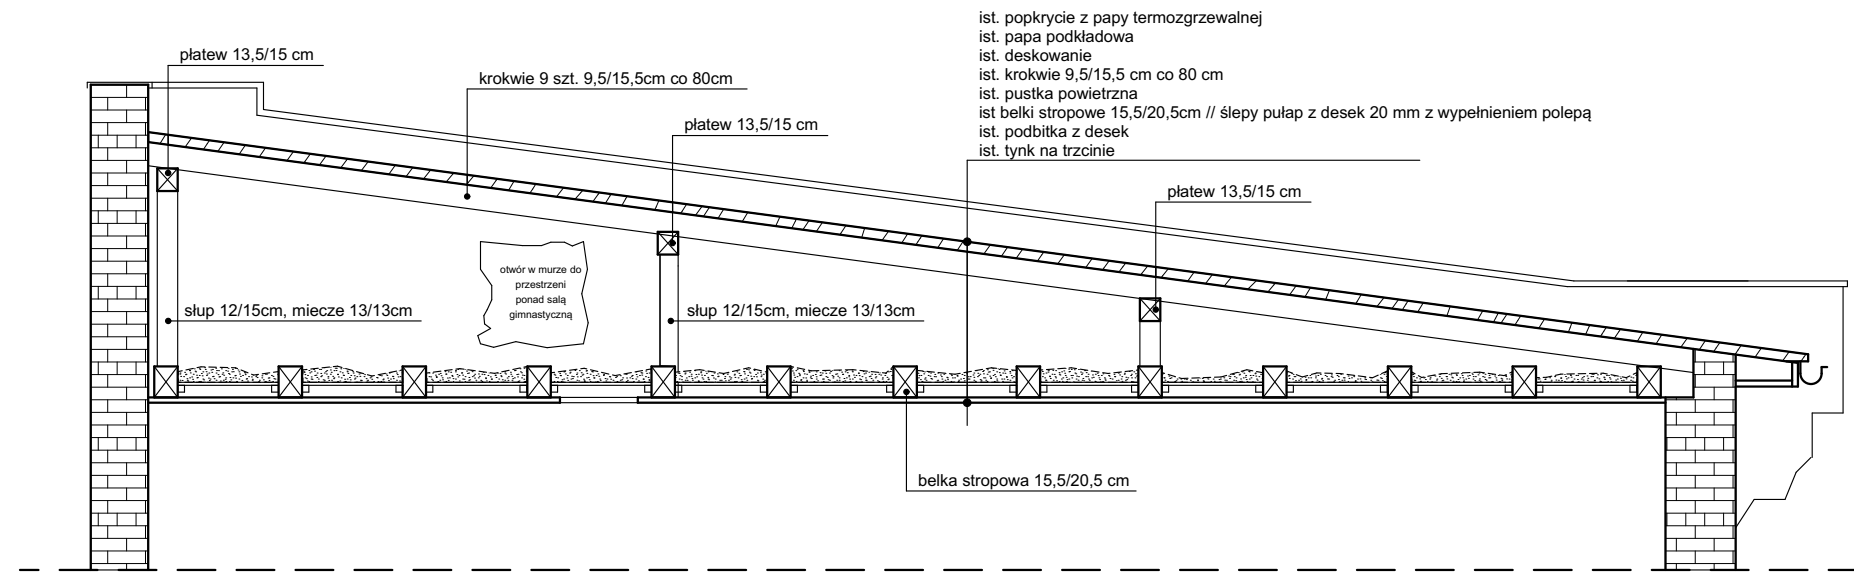 ist. popkrycie z papy termozgrzewalnej
ist. papa podkładowa
ist. deskowanie
ist. krokwie 9,5/15,5 cm co 80 cm
ist. pustka powietrzna
ist belki stropowe 15,5/20,5cm // ślepy pułap z desek 20 mm z wypełnieniem polepą
ist. podbitka z desek
ist. tynk na trzcinie
płatew 13,5/15 cm
krokwie 9 szt. 9,5/15,5cm co 80cm
płatew 13,5/15 cm
płatew 13,5/15 cm
otwór w murze do
przestrzeni
ponad salą
gimnastyczną
słup 12/15cm, miecze 13/13cm
słup 12/15cm, miecze 13/13cm
belka stropowa 15,5/20,5 cm